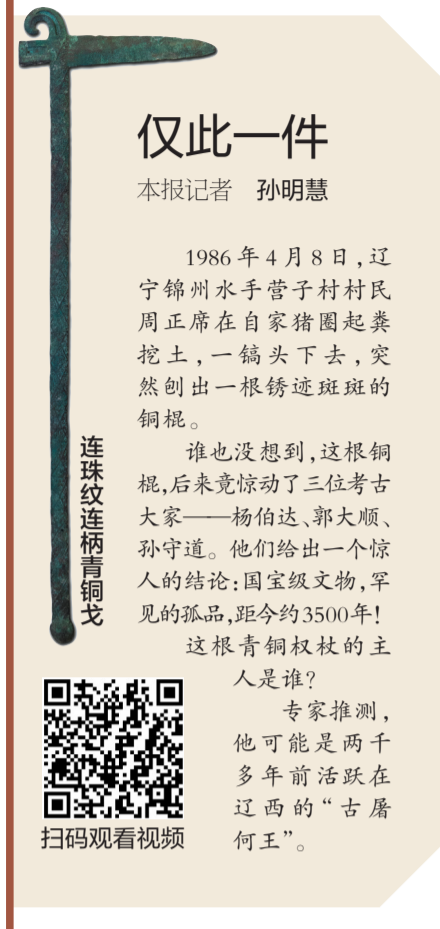 仅此一件
本报记者 孙明慧
1986年4月8日,辽
宁锦州水手营子村村民
周正席在自家猪圈起粪
挖土,一镐头下去,突
然刨出一根锈迹斑斑的
铜棍。
谁也没想到,这根铜
棍,后来竟惊动了三位考古
大家——杨伯达、郭大顺、
孙守道。他们给出一个惊
人的结论:国宝级文物,罕
见的孤品,距今约3500年!
这根青铜权杖的主
人是谁?
专家推测,
他可能是两千
多年前活跃在
辽西的“古屠
何王”。
连珠纹连柄青铜戈
扫码观看视频